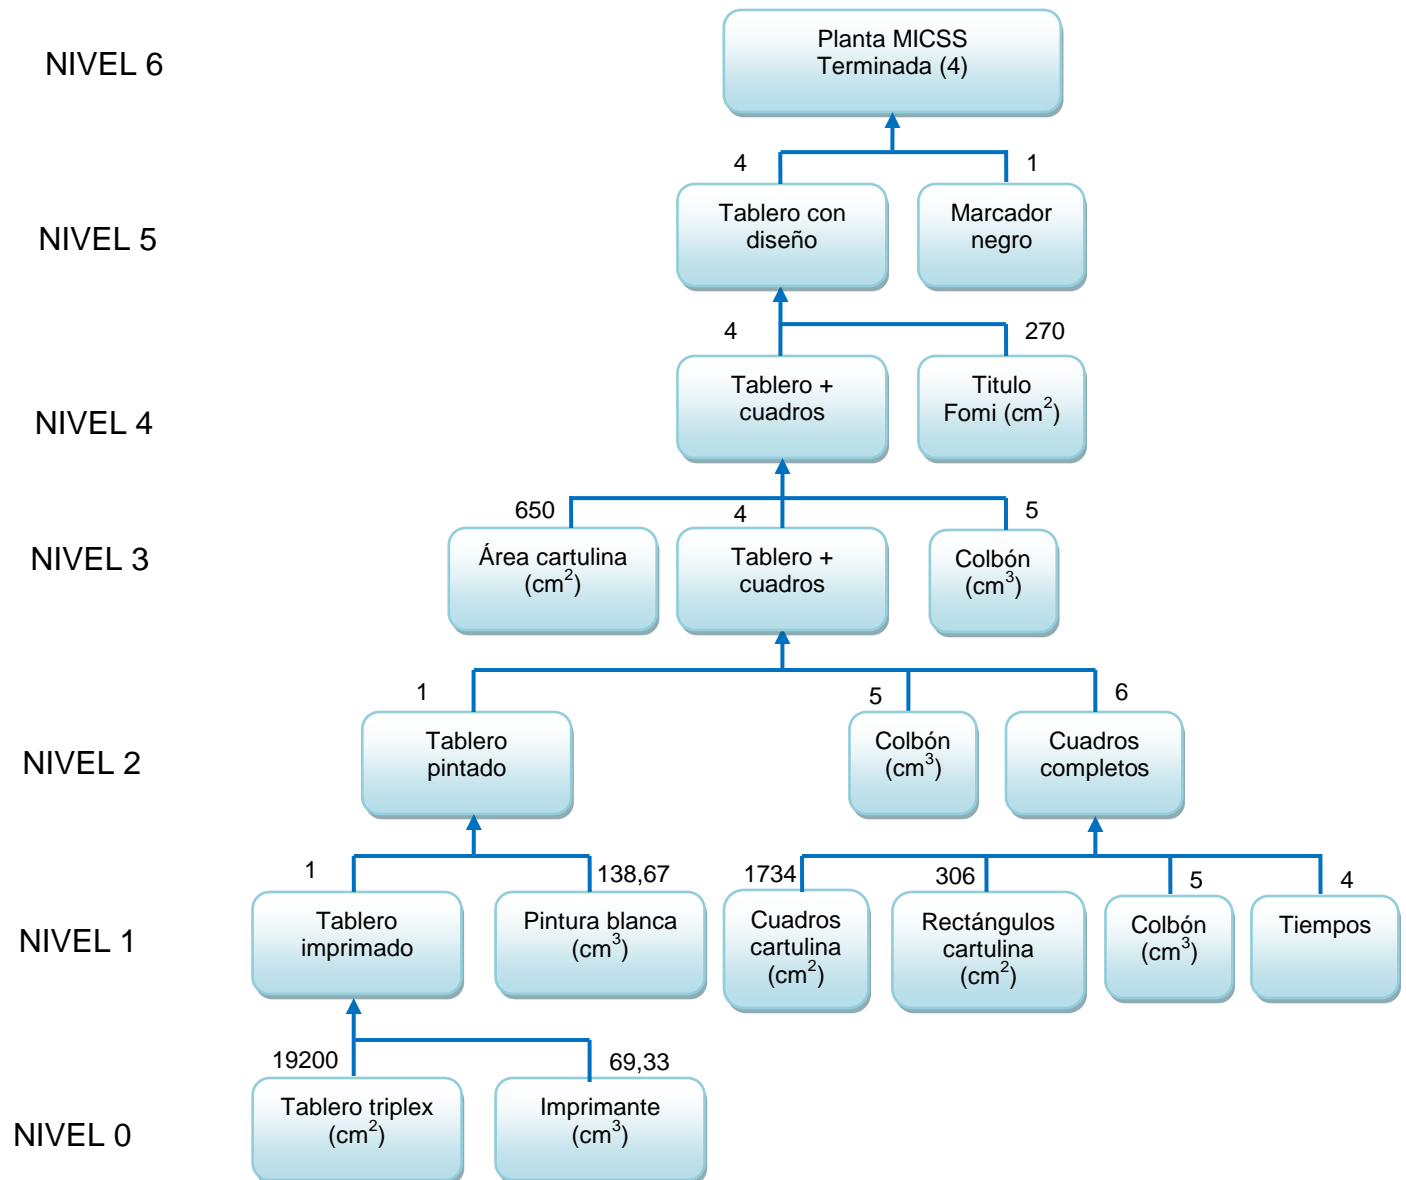 NIVEL 6
Planta MICSS
Terminada (4)
4
1
NIVEL 5
Tablero con
diseño
Marcador
negro
4
270
NIVEL 4
Tablero +
cuadros
Titulo
Fomi (cm²)
650
4
5
NIVEL 3
Área cartulina
(cm²)
Tablero +
cuadros
Colbón
(cm³)
1
5
6
NIVEL 2
Tablero
pintado
Colbón
(cm³)
Cuadros
completos
1
138,67
1734
306
5
4
NIVEL 1
Tablero
imprimado
Pintura blanca
(cm³)
Cuadros
cartulina
(cm²)
Rectángulos
cartulina
(cm²)
Colbón
(cm³)
Tiempos
19200
69,33
NIVEL 0
Tablero triplex
(cm²)
Imprimante
(cm³)